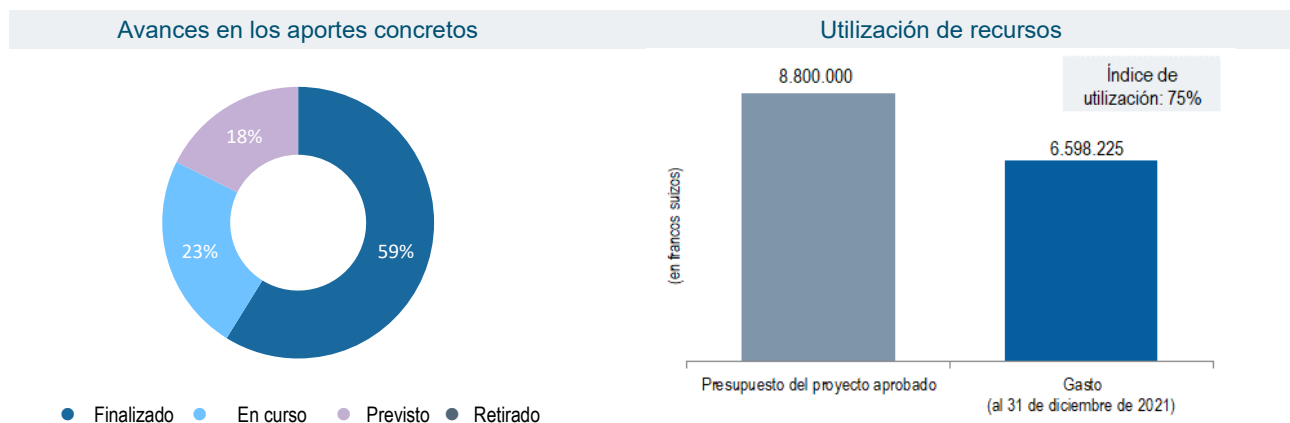 Avances en los aportes concretos
18%
23%
59%
Finalizado
En curso
Previsto
Retirado
Utilización de recursos
Índice de
utilización: 75%
8.800.000
6.598.225
(en francos suizos)
Presupuesto del proyecto aprobado
Gasto
(al 31 de diciembre de 2021)